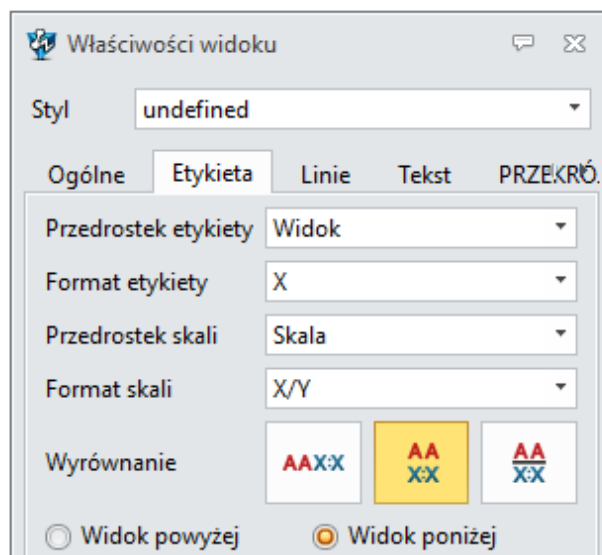 Właściwości widoku
Styl undefined
Ogólne Etykieta Linie Tekst PRZEKRÓ.
Przedrostek etykiety Widok
Format etykiety X
Przedrostek skali Skala
Format skali X/Y
Wyrównanie AAX:X AA X:X AA X:X
Widok powyżej Widok poniżej